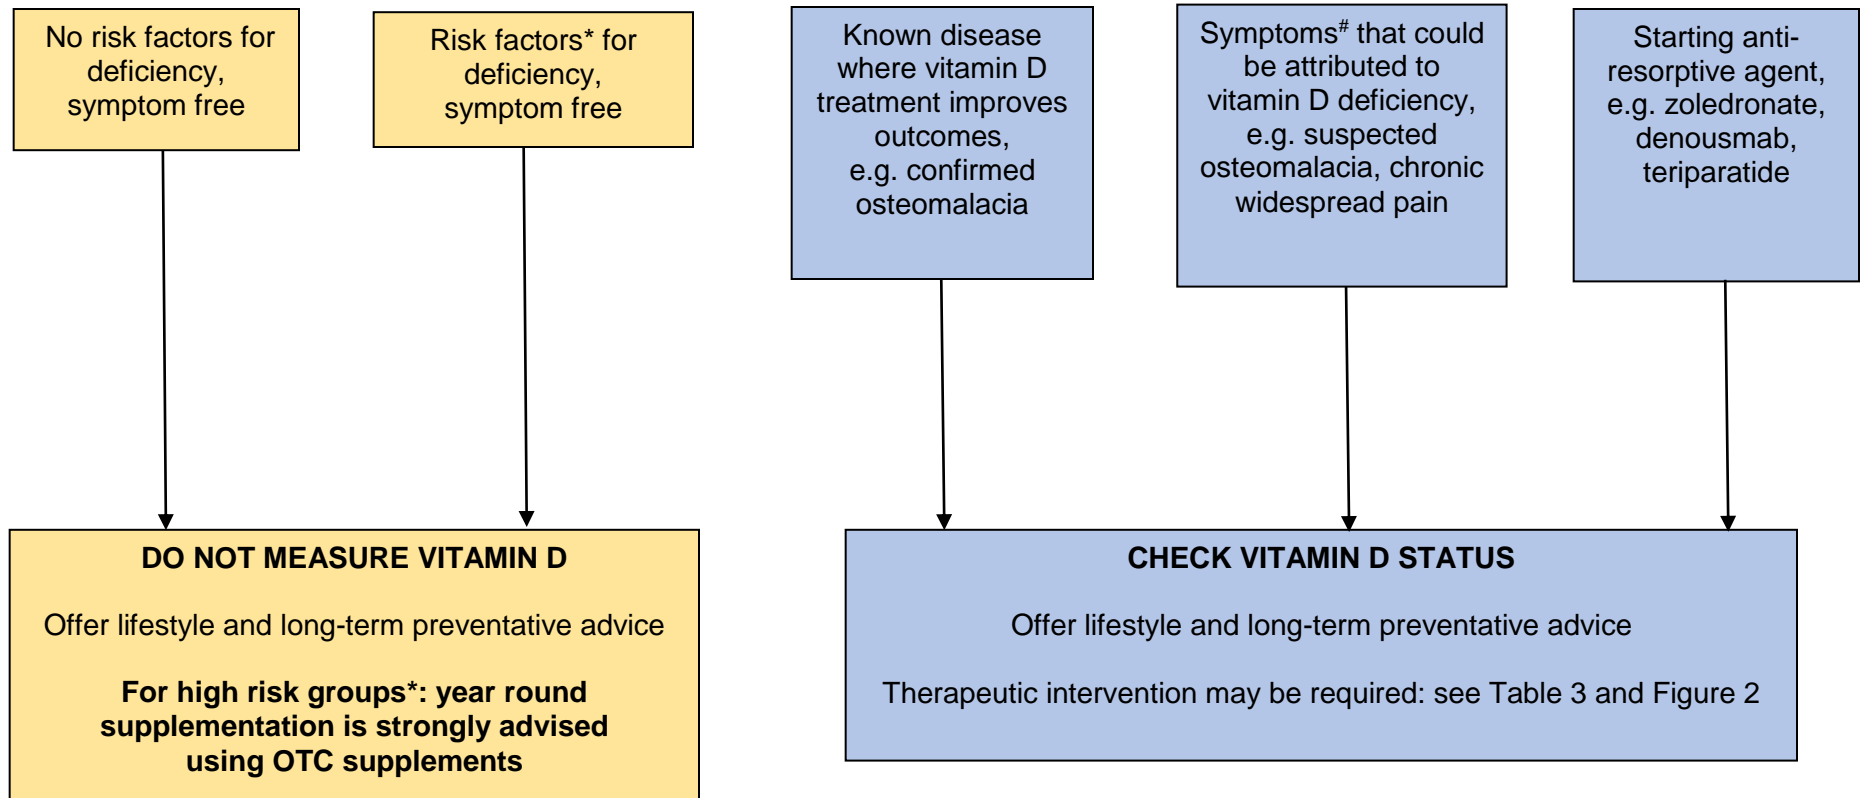 No risk factors for
deficiency,
symptom free
Risk factors* for
deficiency,
symptom free
Known disease
where vitamin D
treatment improves
outcomes,
e.g. confirmed
osteomalacia
Symptoms# that could
be attributed to
vitamin D deficiency,
e.g. suspected
osteomalacia, chronic
widespread pain
Starting anti-
resorptive agent,
e.g. zoledronate,
denousmab,
teriparatide
DO NOT MEASURE VITAMIN D
Offer lifestyle and long-term preventative advice
For high risk groups*: year round
supplementation is strongly advised
using OTC supplements
CHECK VITAMIN D STATUS
Offer lifestyle and long-term preventative advice
Therapeutic intervention may be required: see Table 3 and Figure 2